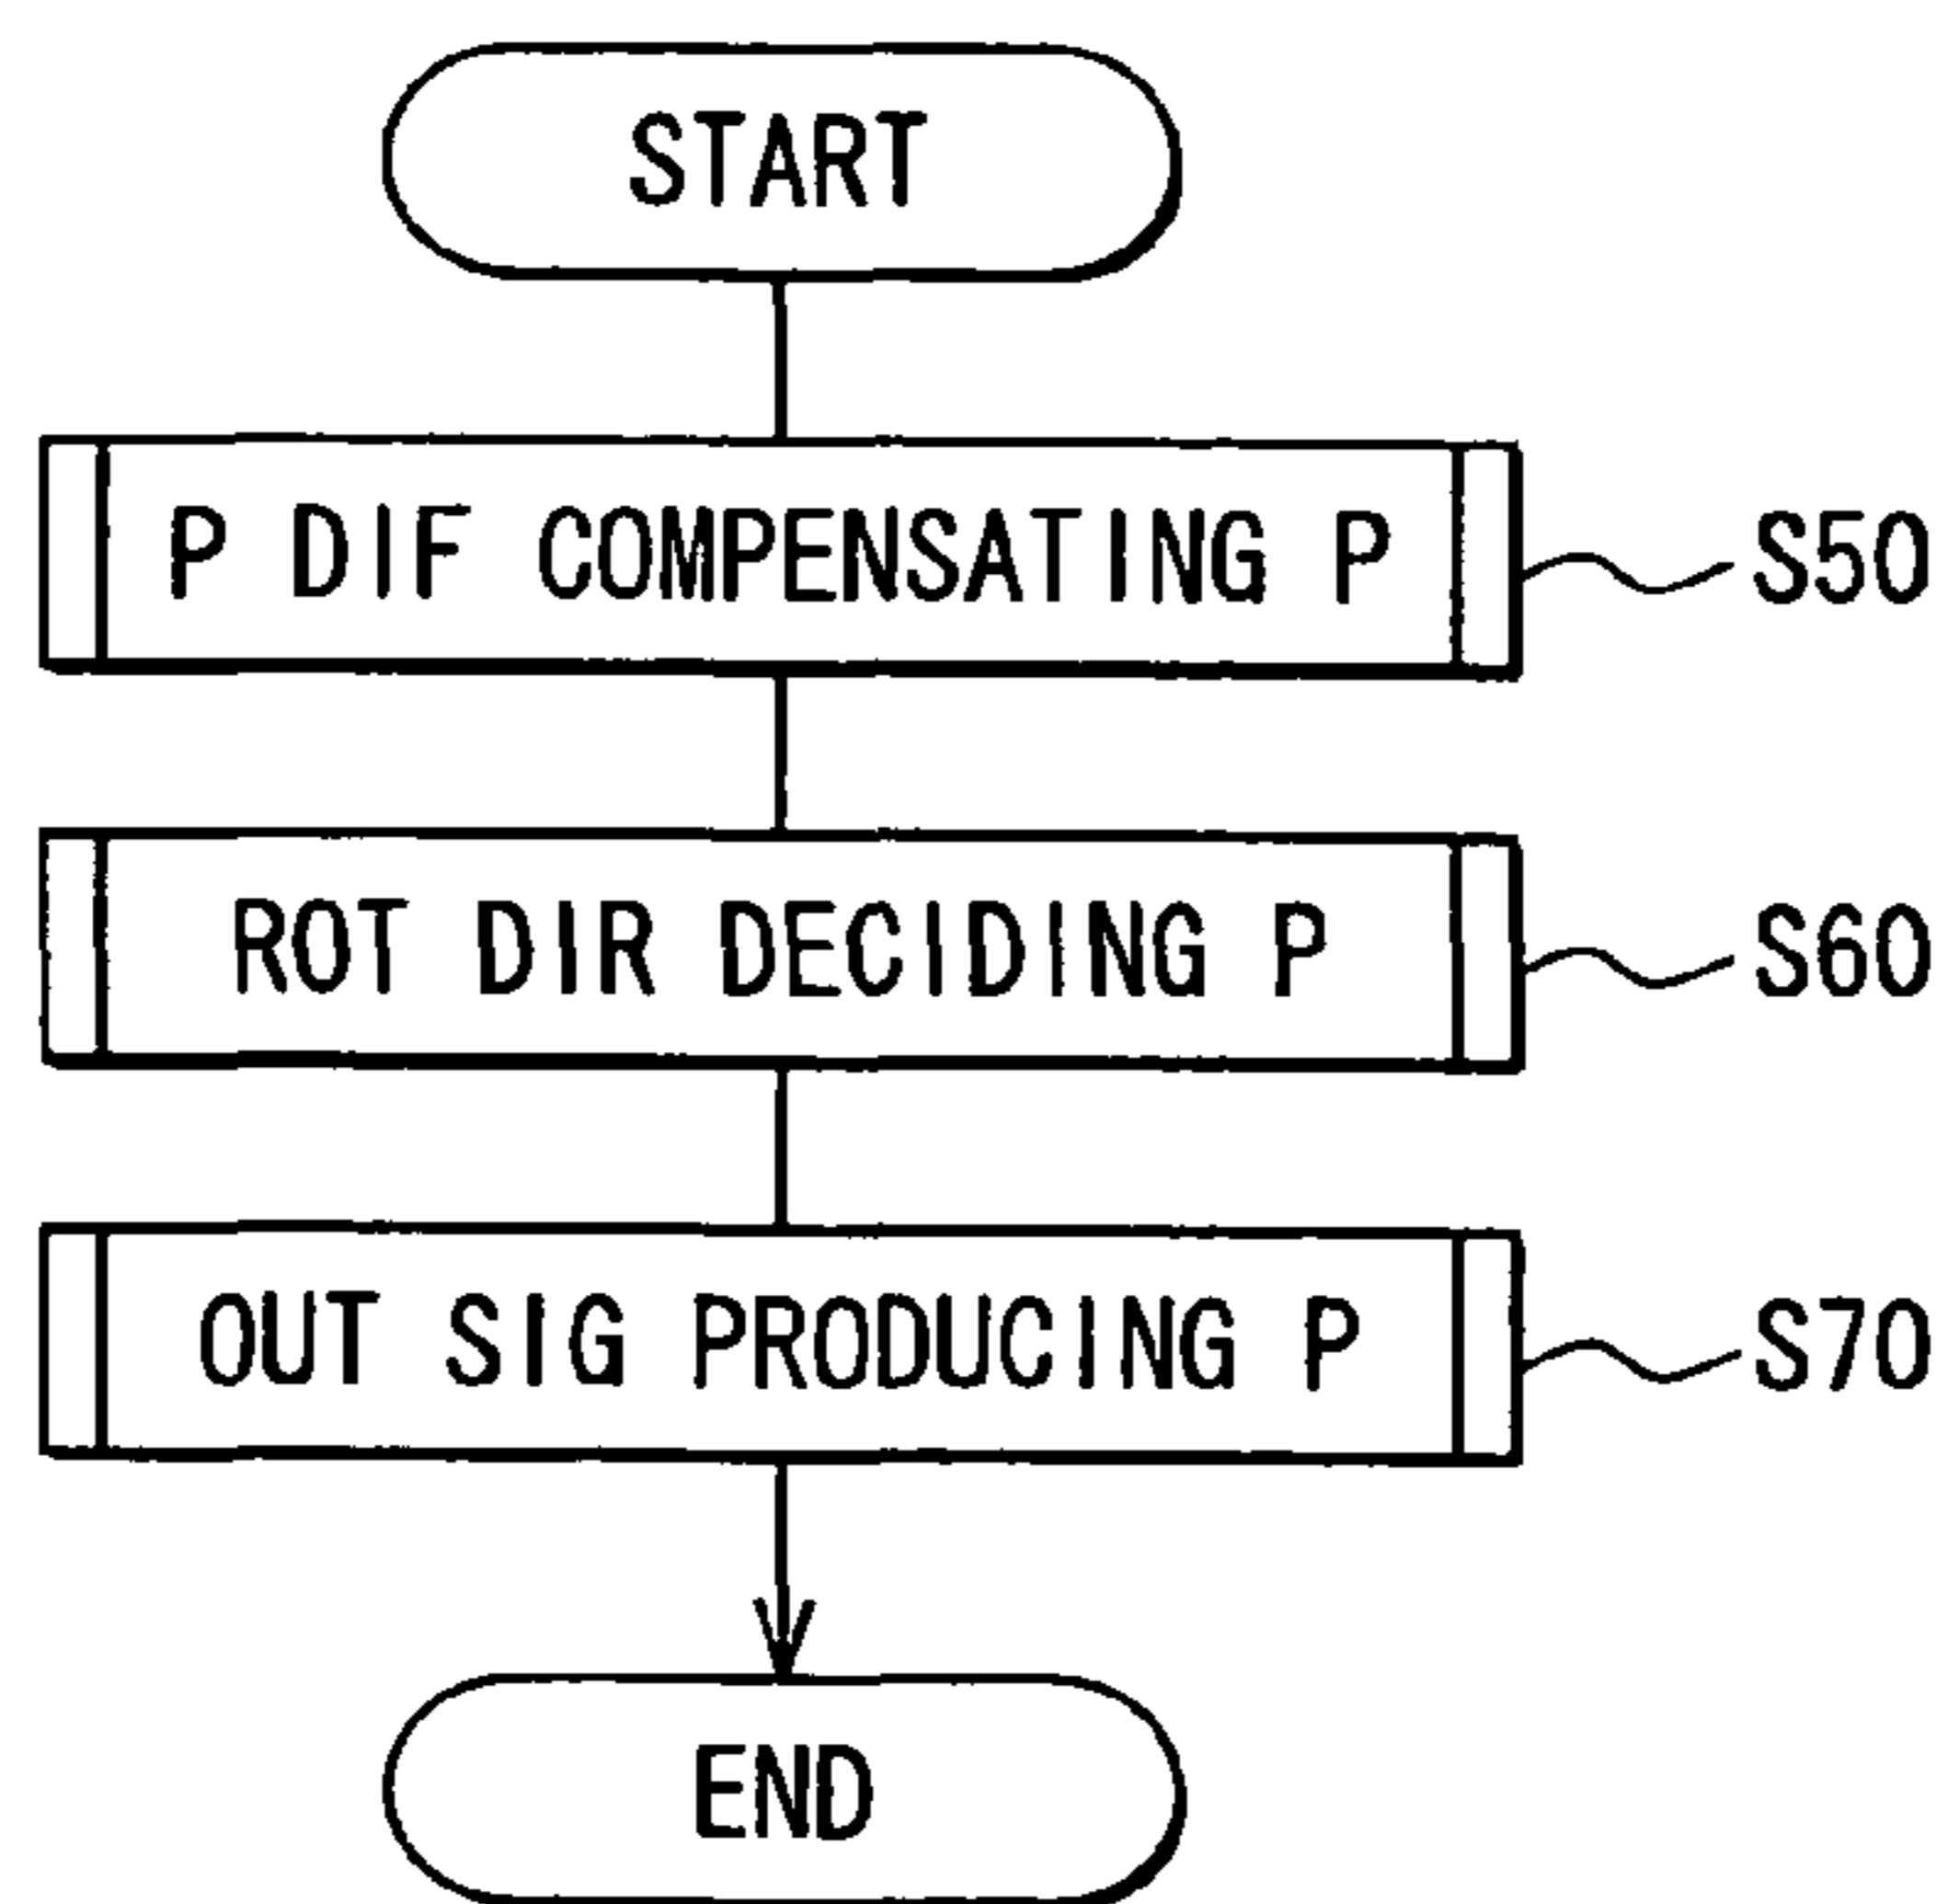 START
P DIF COMPENSATING P
S50
ROT DIR DECIDING P
S60
OUT SIG PRODUCING P
S70
END